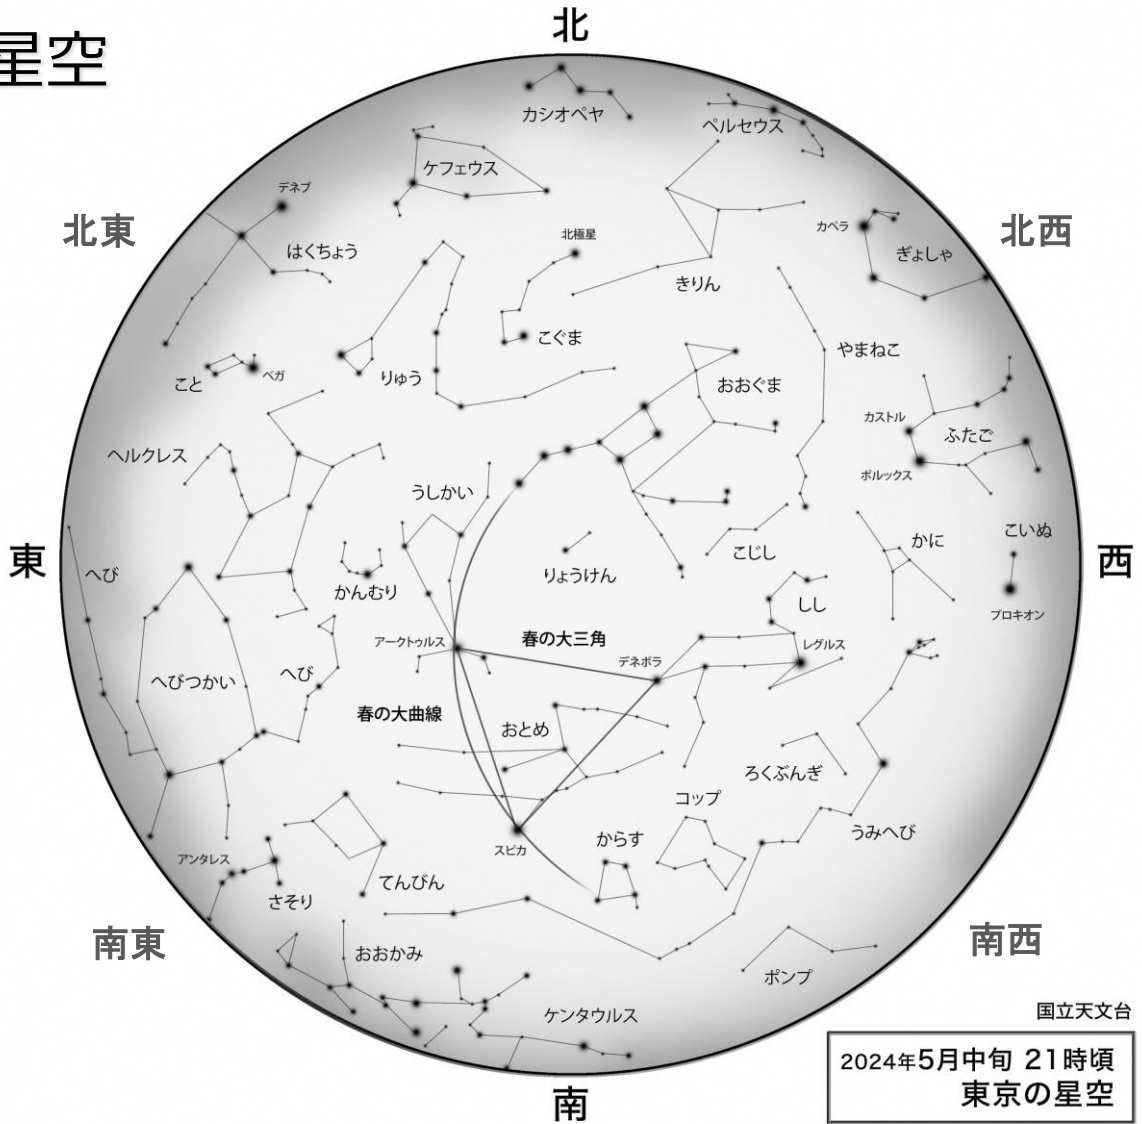 星空
北
カシオペヤ
ペルセウス
ケフェウス
デネブ
北東
はくちょう
北極星
カペラ
北西
ぎょしゃ
きりん
こぐま
やまねこ
こと
ベガ
りゅう
おおぐま
カストル
ふたご
ポルックス
ヘルクレス
うしかい
東
へび
かんむり
りょうけん
こじし
かに
こいぬ
西
プロキオン
しし
アークトゥルス
春の大三角
デネボラ
レグルス
へびつかい
へび
春の大曲線
おとめ
ろくぶんぎ
コップ
うみへび
スピカ
からす
アンタレス
さそり
てんびん
南東
おおかみ
南西
ポンプ
ケンタウルス
南
国立天文台
2024年5月中旬 21時頃
東京の星空